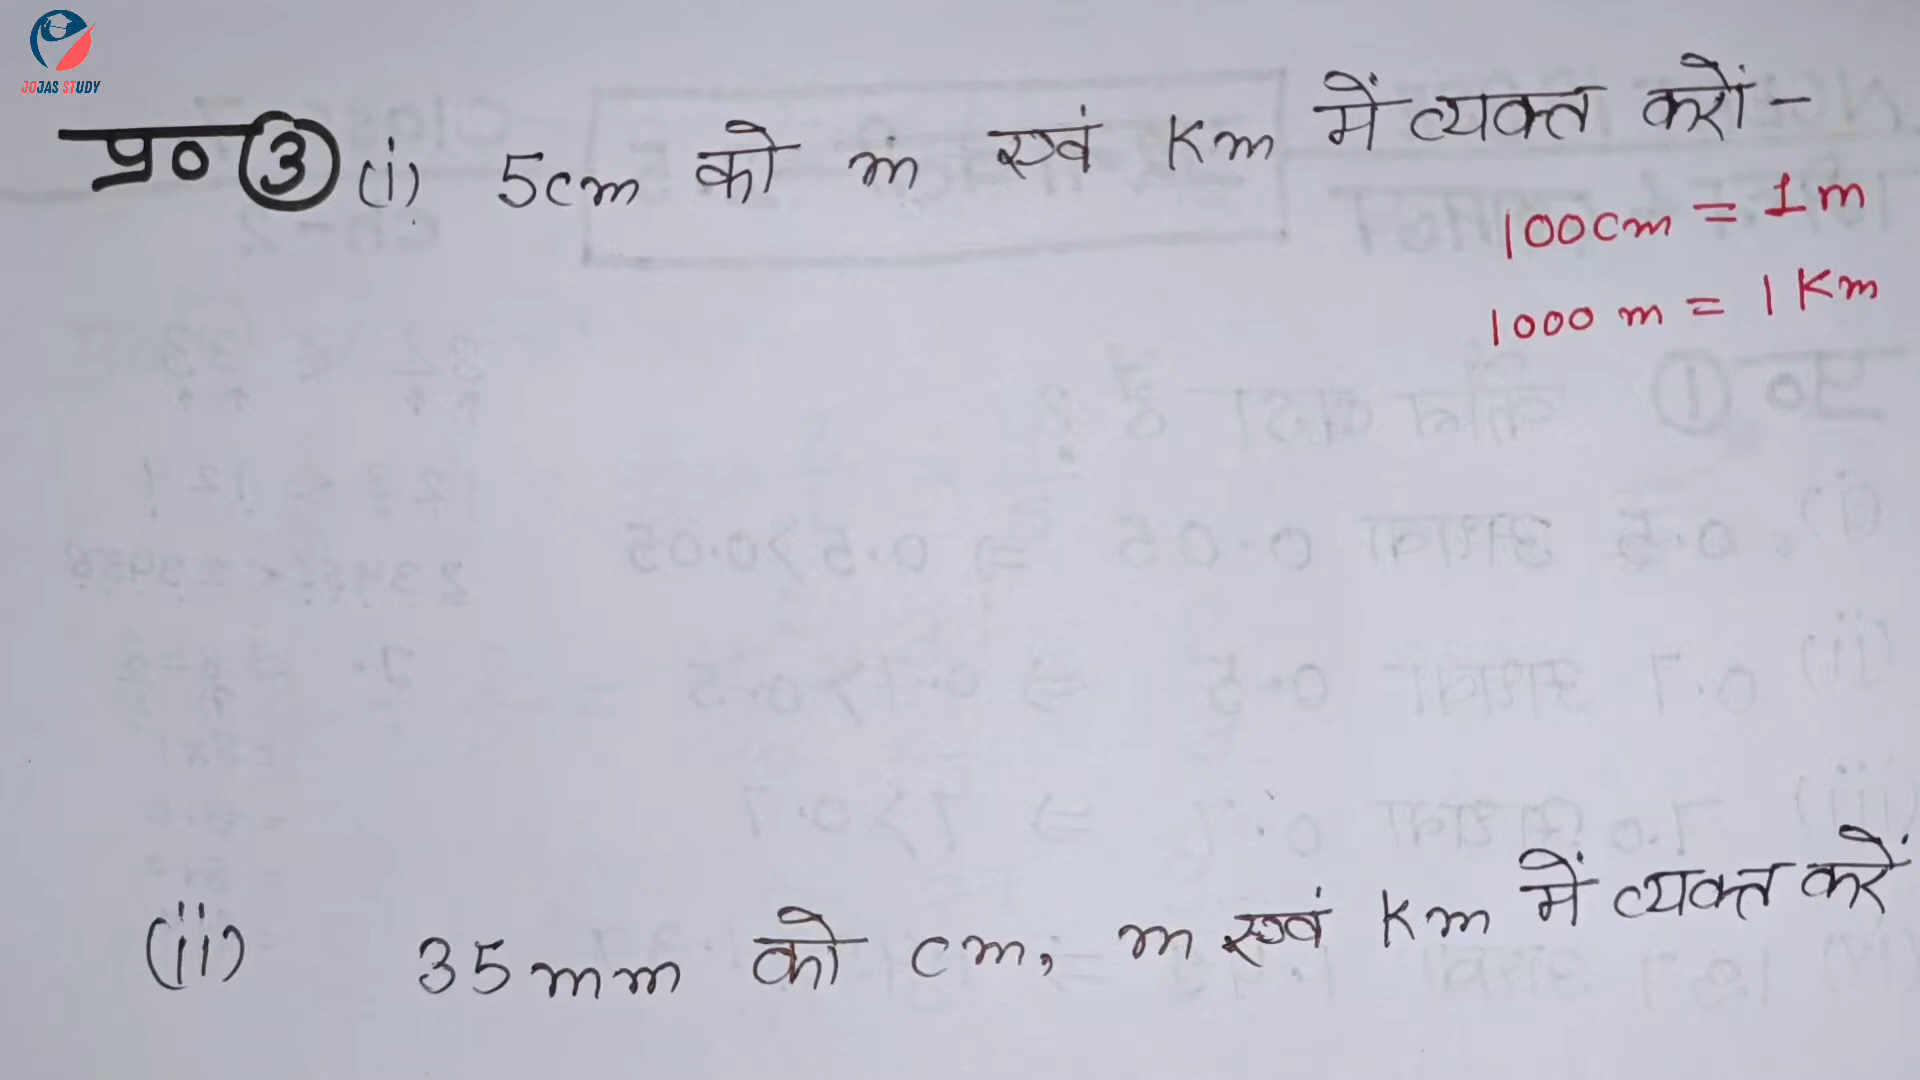 JOJAS STUDY
प्र० ③ (i) 5cm को m एवं Km में व्यक्त करों -
100cm = 1m
1000 m = 1 Km
(ii) 35mm को cm, m एवं Km में व्यक्त करें